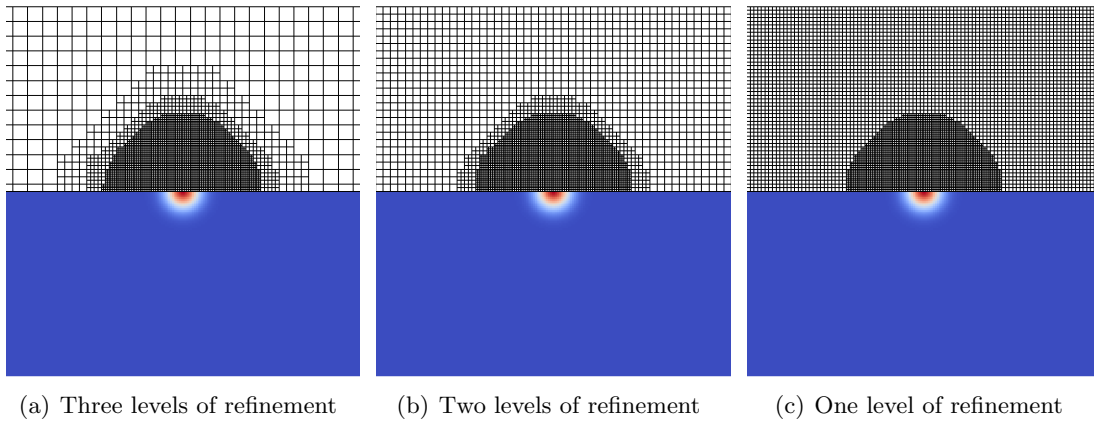 (a) Three levels of refinement
(b) Two levels of refinement
(c) One level of refinement